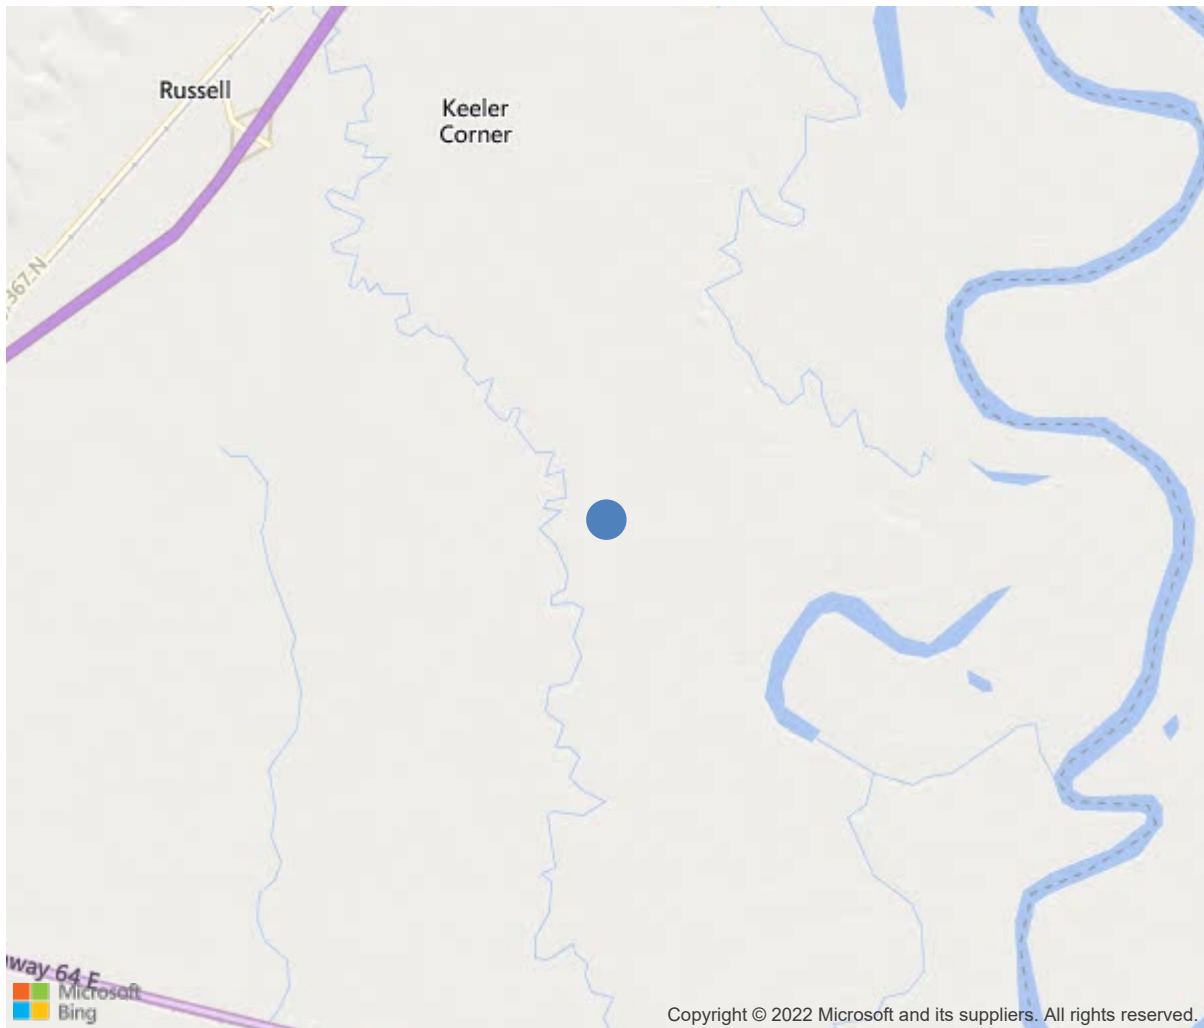 Russell
Keeler
Corner
367 N
way 64 E
Microsoft
Bing
Copyright © 2022 Microsoft and its suppliers. All rights reserved.